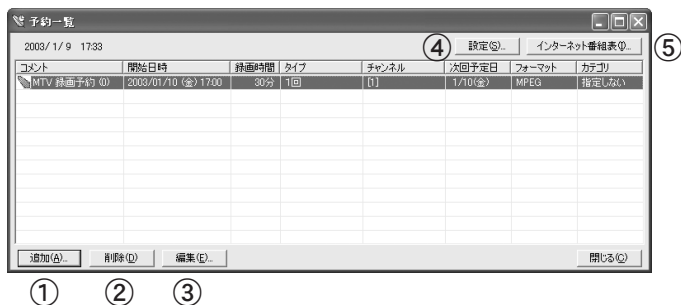 予約一覧
2003/ 1/ 9 17:33
④ 設定(S)... インターネット番組表(I)... ⑤
コメント 開始日時 録画時間 タイプ チャンネル 次回予定日 フォーマット カテゴリ
MTV 録画予約 (0) 2003/01/10 (金) 17:00 30分 1回 [1] 1/10(金) MPEG 指定しない
追加(A)... 削除(D) 編集(E)... 閉じる(C)
① ② ③